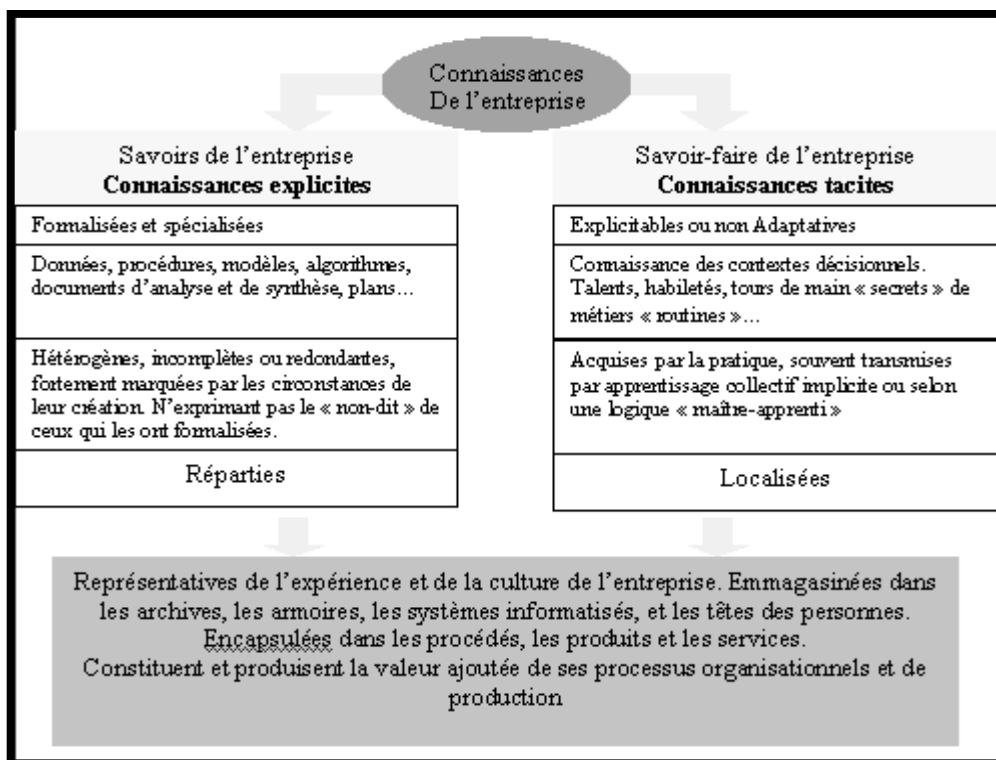 Connaissances
De l'entreprise
Savoirs de l'entreprise
Connaissances explicites
Formalisées et spécialisées
Données, procédures, modèles, algorithmes,
documents d'analyse et de synthèse, plans…
Hétérogènes, incomplètes ou redondantes,
fortement marquées par les circonstances de
leur création. N'exprimant pas le « non-dit » de
ceux qui les ont formalisées.
Réparties
Savoir-faire de l'entreprise
Connaissances tacites
Explicitables ou non Adaptatives
Connaissance des contextes décisionnels.
Talents, habiletés, tours de main « secrets » de
métiers « routines »…
Acquises par la pratique, souvent transmises
par apprentissage collectif implicite ou selon
une logique « maître-apprenti »
Localisées
Représentatives de l'expérience et de la culture de l'entreprise. Emmagasinées dans
les archives, les armoires, les systèmes informatisés, et les têtes des personnes.
Encapsulées dans les procédés, les produits et les services.
Constituent et produisent la valeur ajoutée de ses processus organisationnels et de
production